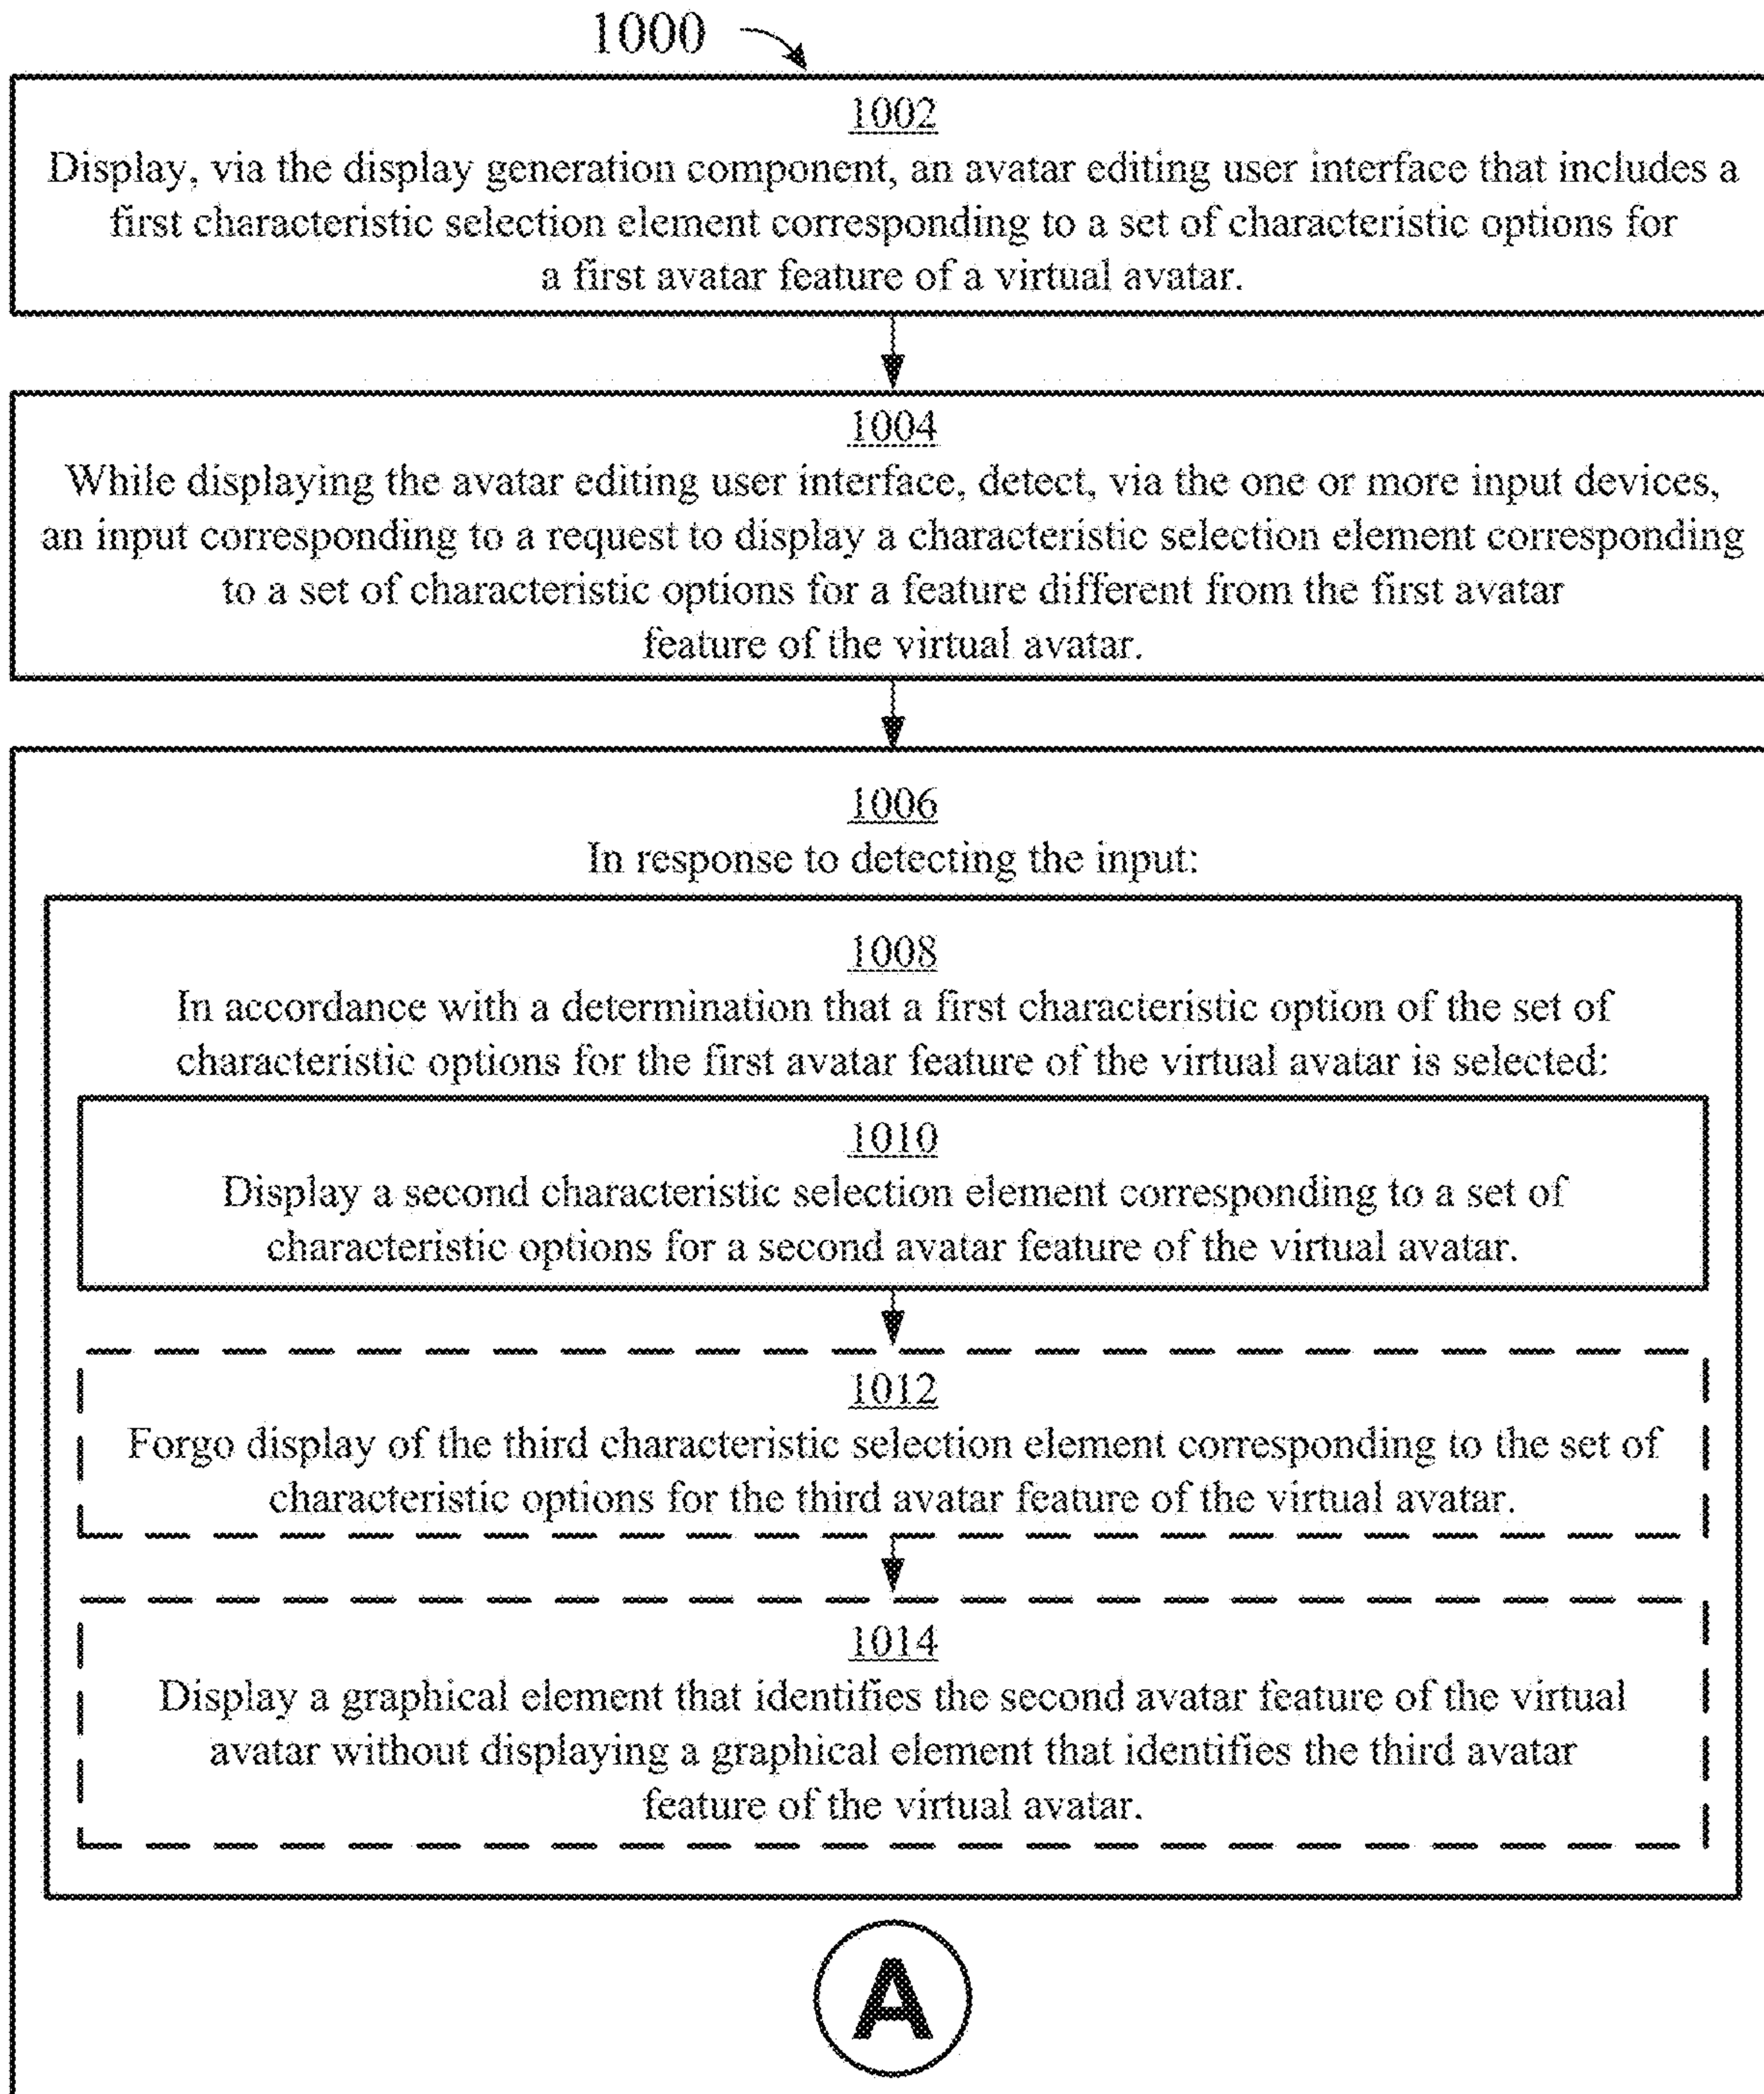 1000
1002
Display, via the display generation component, an avatar editing user interface that includes a
first characteristic selection element corresponding to a set of characteristic options for
a first avatar feature of a virtual avatar.
1004
While displaying the avatar editing user interface, detect, via the one or more input devices,
an input corresponding to a request to display a characteristic selection element corresponding
to a set of characteristic options for a feature different from the first avatar
feature of the virtual avatar.
1006
In response to detecting the input:
1008
In accordance with a determination that a first characteristic option of the set of
characteristic options for the first avatar feature of the virtual avatar is selected:
1010
Display a second characteristic selection element corresponding to a set of
characteristic options for a second avatar feature of the virtual avatar.
1012
Forgo display of the third characteristic selection element corresponding to the set of
characteristic options for the third avatar feature of the virtual avatar.
1014
Display a graphical element that identifies the second avatar feature of the virtual
avatar without displaying a graphical element that identifies the third avatar
feature of the virtual avatar.
A